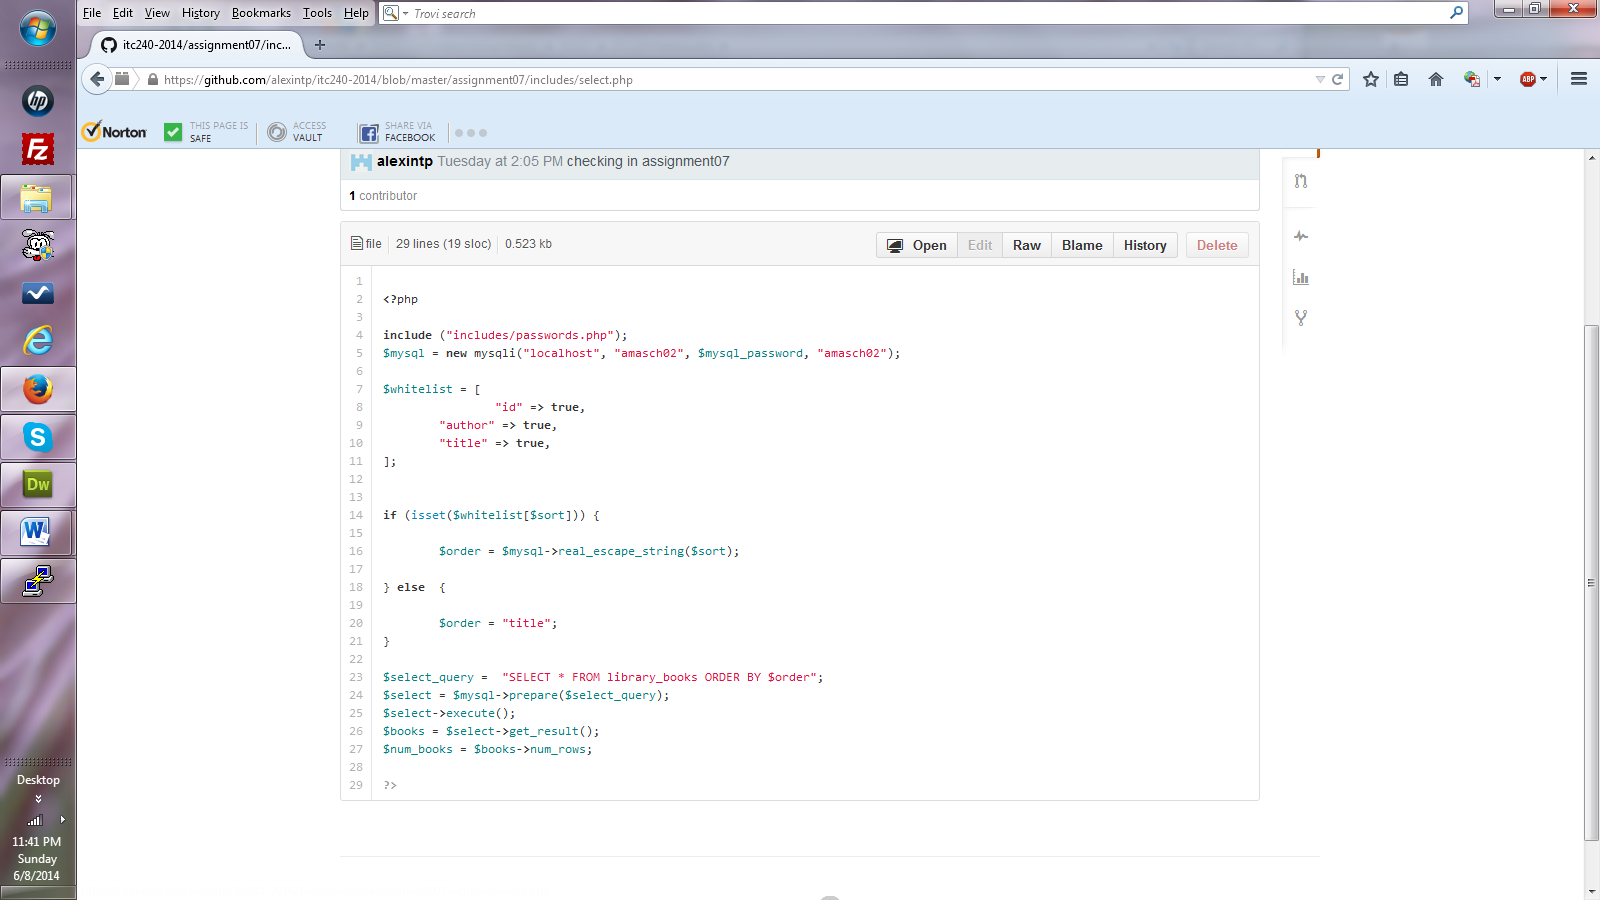 File Edit View History Bookmarks Tools Help Trovi search
itc240-2014/assignment07/inc... +
https://github.com/alexintp/itc240-2014/blob/master/assignment07/includes/select.php
ABP
Norton
THIS PAGE IS
SAFE
ACCESS
VAULT
SHARE VIA
FACEBOOK
alexintp Tuesday at 2:05 PM checking in assignment07
1 contributor
file 29 lines (19 sloc) 0.523 kb
Open Edit Raw Blame History Delete
1
2 <?php
3
4 include ("includes/passwords.php");
5 $mysql = new mysqli("localhost", "amasch02", $mysql_password, "amasch02");
6
7 $whitelist = [
8 "id" => true,
9 "author" => true,
10 "title" => true,
11 ];
12
13
14 if (isset($whitelist[$sort])) {
15
16 $order = $mysql->real_escape_string($sort);
17
18 } else  {
19
20 $order = "title";
21 }
22
23 $select_query =  "SELECT * FROM library_books ORDER BY $order";
24 $select = $mysql->prepare($select_query);
25 $select->execute();
26 $books = $select->get_result();
27 $num_books = $books->num_rows;
28
29 ?>
hp
Fz
S
Dw
W
Desktop
11:41 PM
Sunday
6/8/2014